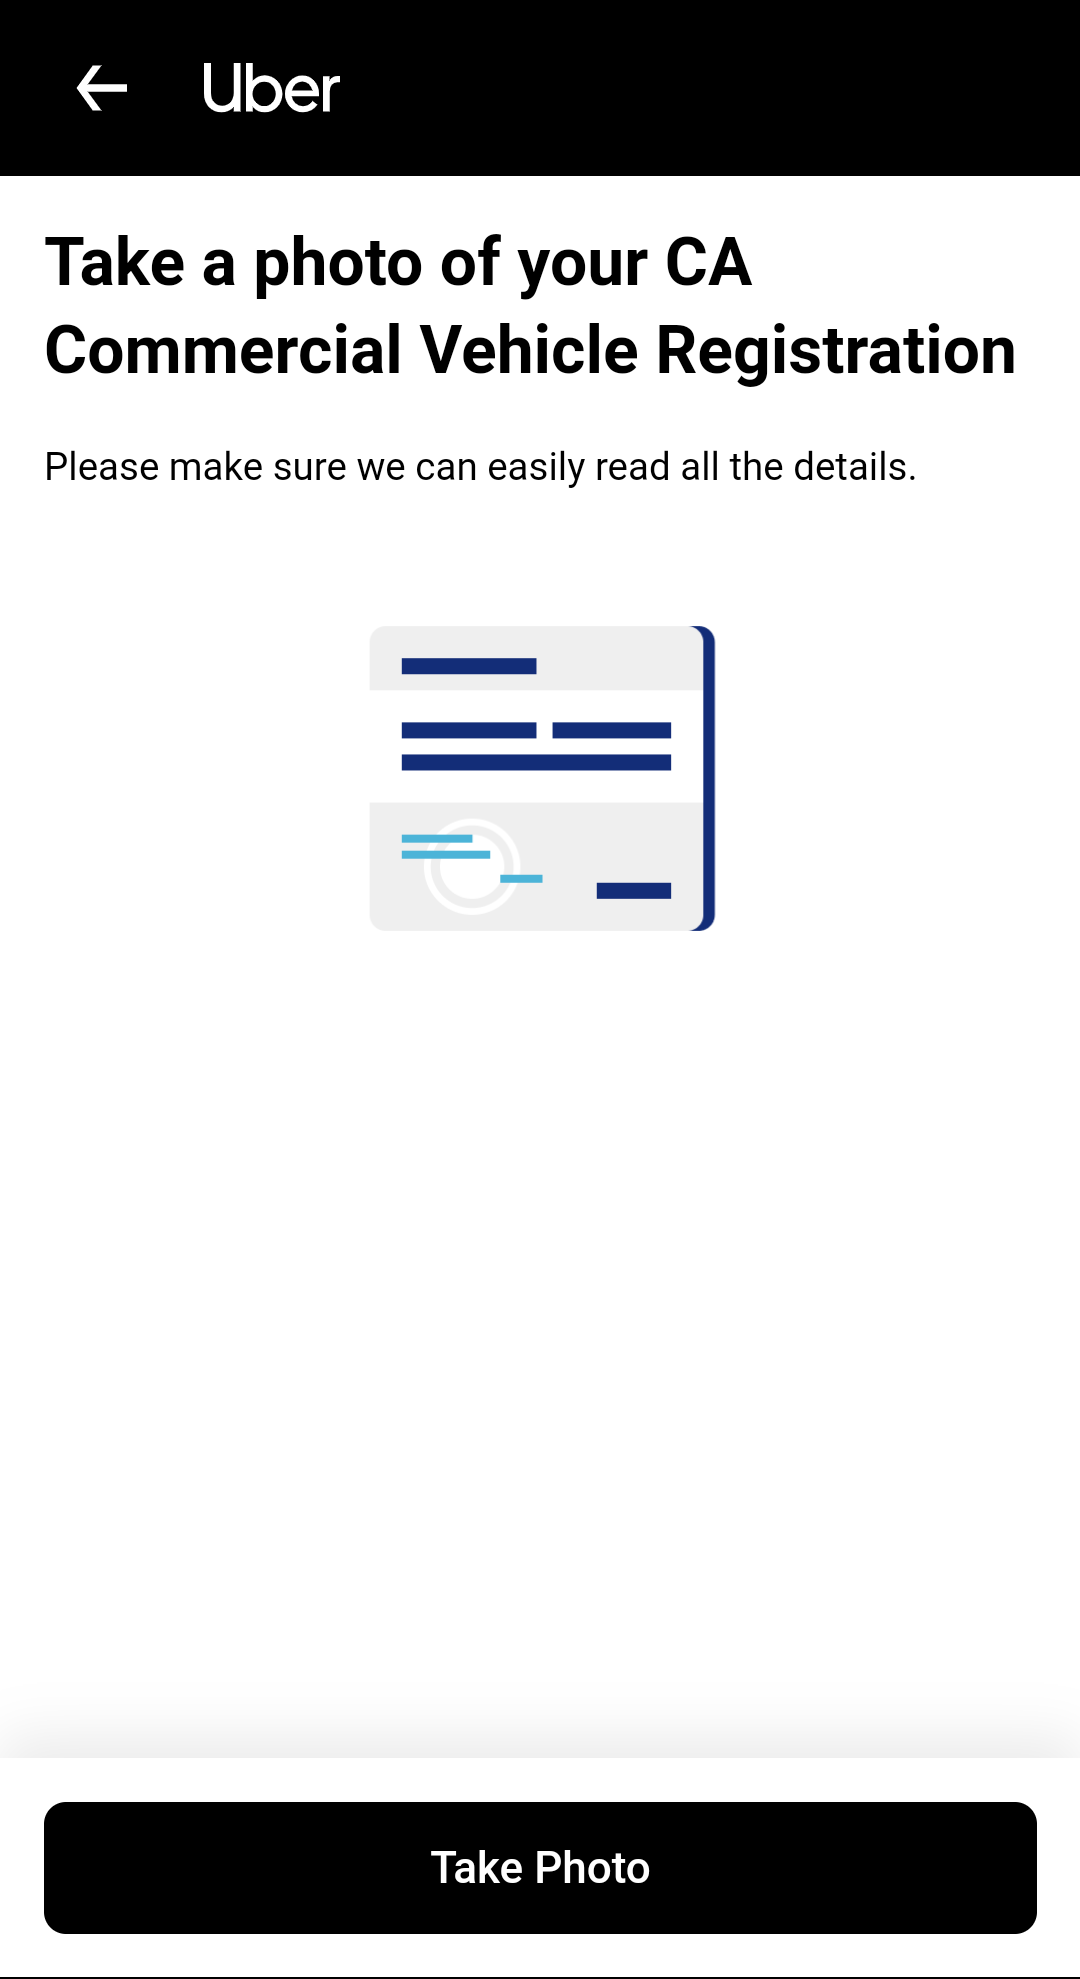 Uber
Take a photo of your CA
Commercial Vehicle Registration
Please make sure we can easily read all the details.
Take Photo